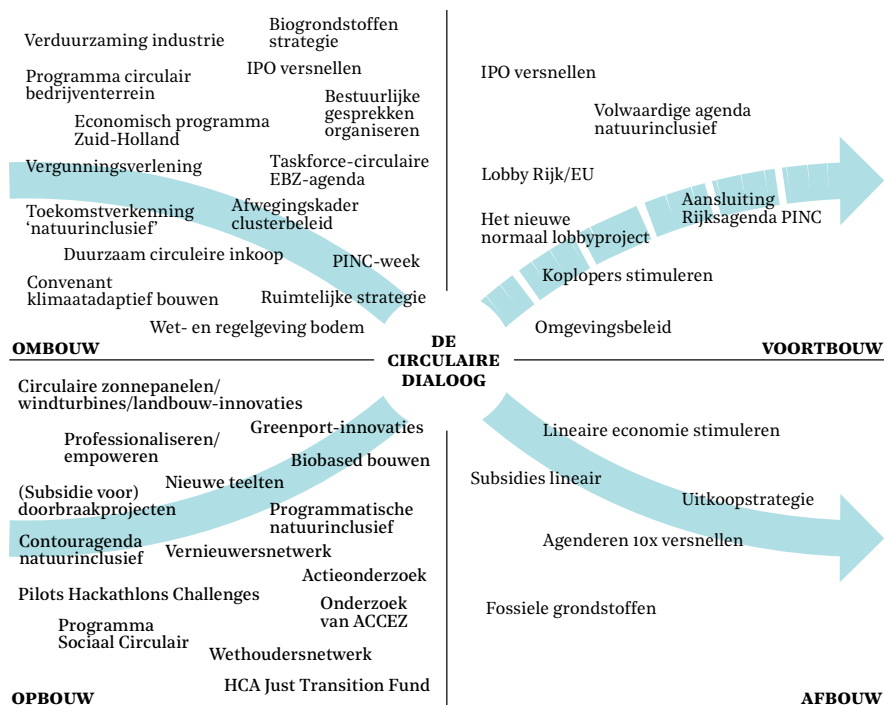 Verduurzaming industrie
Biogrondstoffen
strategie
IPO versnellen
Programma circulair
bedrijventerrein
Bestuurlijke
gesprekken
organiseren
Economisch programma
Zuid-Holland
Vergunningsverlening
Taskforce-circulaire
EBZ-agenda
Toekomstverkenning
‘natuurinclusief’
Afwegingskader
clusterbeleid
Duurzaam circuleire inkoop
PINC-week
Convenant
klimaatadaptief bouwen
Ruimtelijke strategie
Wet- en regelgeving bodem
OMBOUW
IPO versnellen
Volwaardige agenda
natuurinclusief
Lobby Rijk/EU
Aansluiting
Rijksagenda PINC
Het nieuwe
normaal lobbyproject
Koplopers stimuleren
Omgevingsbeleid
VOORTBOUW
DE
CIRCULAIRE
DIALOOG
Circulaire zonnepanelen/
windturbines/landbouw-innovaties
Greenport-innovaties
Professionaliseren/
empoweren
Biobased bouwen
Nieuwe teelten
(Subsidie voor)
doorbraakprojecten
Programmatische
natuurinclusief
Contouragenda
natuurinclusief
Vernieuwersnetwerk
Actieonderzoek
Pilots Hackathlons Challenges
Onderzoek
van ACCEZ
Programma
Sociaal Circulair
Wethoudersnetwerk
HCA Just Transition Fund
OPBOUW
Lineaire economie stimuleren
Subsidies lineair
Uitkoopstrategie
Agenderen 10x versnellen
Fossiele grondstoffen
AFBOUW